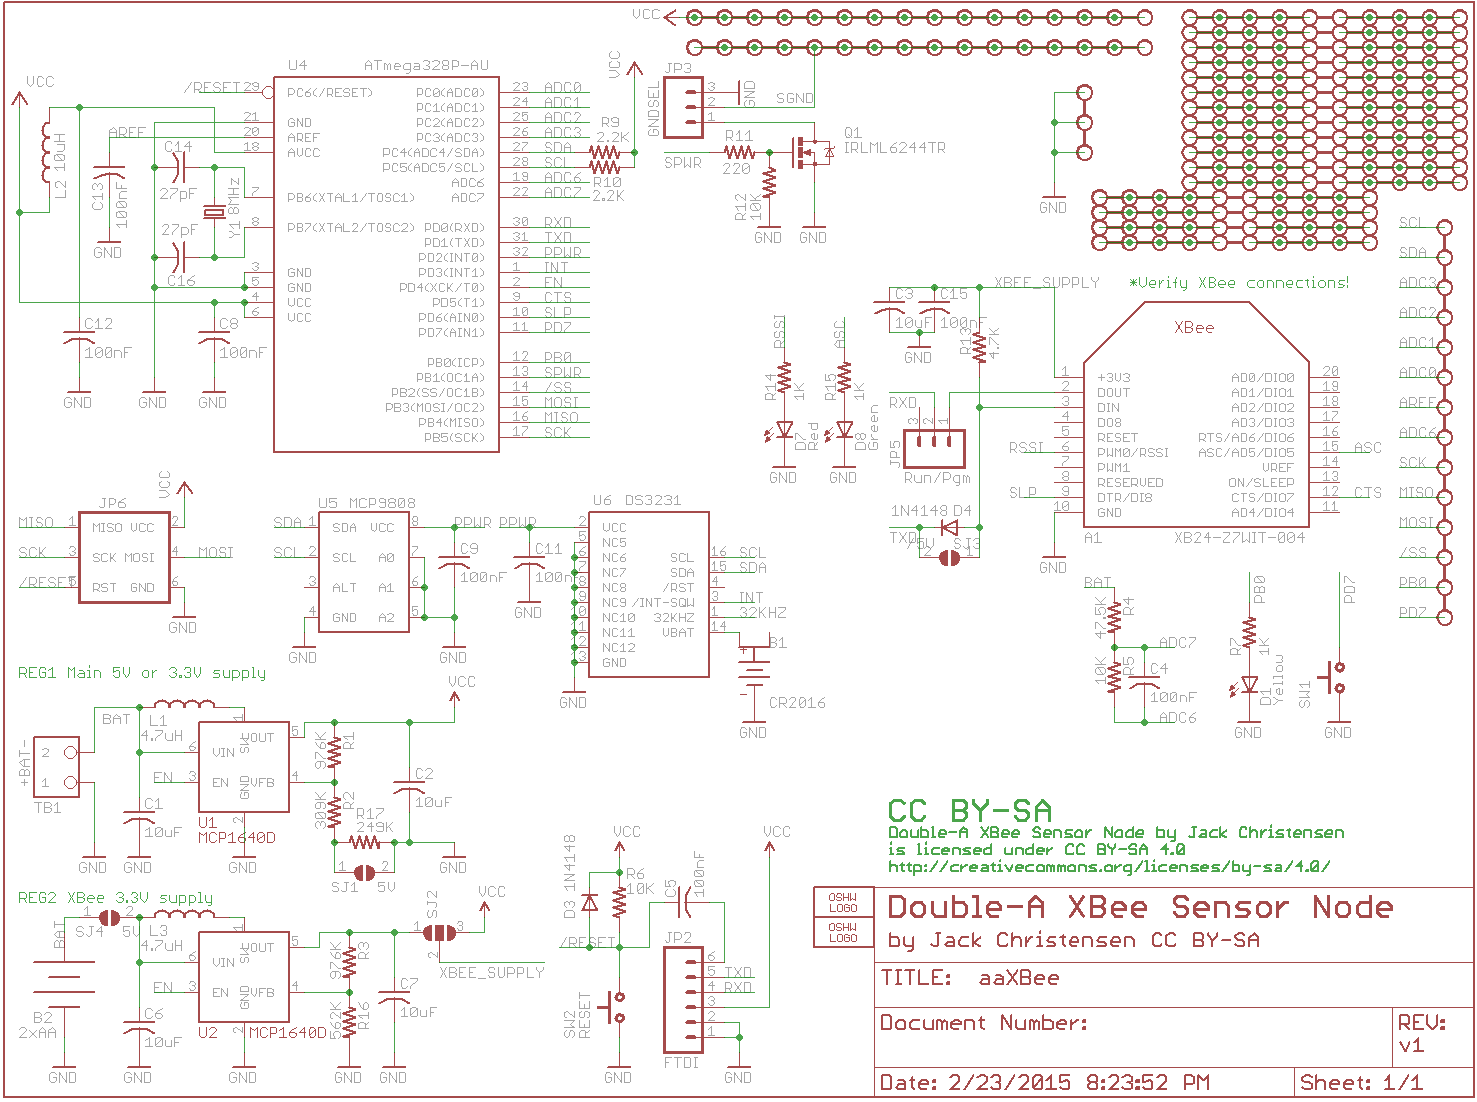 VCC
U4 ATmega328P-AU
VCC
/RESET 29
PC6(/RESET)
PC0(ADC0) 23 ADC0
PC1(ADC1) 24 ADC1
21 GND
PC2(ADC2) 25 ADC2
AREF 20 AREF
PC3(ADC3) 26 ADC3
18 AVCC
PC4(ADC4/SDA) 27 SDA
PC5(ADC5/SCL) 28 SCL
ADC6 19 ADC6
7 PB6(XTAL1/TOSC1)
ADC7 22 ADC7
8 PB7(XTAL2/TOSC2)
PD0(RXD) 30 RXD
PD1(TXD) 31 TXD
PD2(INT0) 32 PPWR
3 GND
PD3(INT1) 1 INT
5 GND
PD4(XCK/T0) 2 EN
4 VCC
PD5(T1) 9 CTS
6 VCC
PD6(AIN0) 10 SLP
PD7(AIN1) 11 PD7
PB0(ICP) 12 PB0
PB1(OC1A) 13 SPWR
PB2(SS/OC1B) 14 /SS
PB3(MOSI/OC2) 15 MOSI
PB4(MISO) 16 MISO
PB5(SCK) 17 SCK
L2 10uH
C13
100nF
GND
C14
27pF
Y1 8MHz
27pF
C16
C12
100nF
GND
GND
C8
100nF
GND
VCC
R9
2.2K
R10
2.2K
JP3
GNDSEL
3
2
1
GND
SGND
SPWR
R11
220
R12
10K
Q1
IRLML6244TR
GND
GND
GND
XBEE_SUPPLY
*Verify XBee connections!
C3
10uF
C15
100nF
GND
R13
4.7K
RSSI
R14
1K
D7
Red
GND
ASC
R15
1K
D8
Green
GND
RXD
3
2
1
JP5
Run/Pgm
1N4148 D4
TXD
/5V SJ3
2 1
XBee
1 +3V3
2 DOUT
3 DIN
4 DO8
5 RESET
RSSI 6 PWM0/RSSI
7 PWM1
8 RESERVED
SLP 9 DTR/DI8
10 GND
AD0/DIO0 20
AD1/DIO1 19
AD2/DIO2 18
AD3/DIO3 17
RTS/AD6/DIO6 16
ASC/AD5/DIO5 15 ASC
VREF 14
ON/SLEEP 13
CTS/DIO7 12 CTS
AD4/DIO4 11
A1
XB24-Z7WIT-004
GND
SCL
SDA
ADC3
ADC2
ADC1
ADC0
AREF
ADC6
SCK
MISO
MOSI
/SS
PB0
PD7
VCC
JP6
MISO 1 MISO VCC 2
SCK 3 SCK MOSI 4 MOSI
/RESET 5 RST GND 6
GND
U5 MCP9808
SDA 1 SDA VCC 8 PPWR
SCL 2 SCL A0 7
3 ALT A1 6
4 GND A2 5
GND
C9
100nF
GND
PPWR
C11
100nF
GND
U6 DS3231
2 VCC
5 NC5
6 NC6
7 NC7
8 NC8
9 NC9
10 NC10
11 NC11
12 NC12
13 GND
SCL 16 SCL
SDA 15 SDA
/RST 4
/INT-SQW 3 INT
32KHZ 1 32KHZ
VBAT 14
GND
B1
+
-
CR2016
GND
BAT
47.5K
R4
10K
R5
ADC7
C4
100nF
ADC6
PB0
R7
1K
D1
Yellow
GND
PD7
SW1
GND
REG1 Main 5V or 3.3V supply
BAT
L1
4.7uH
+BAT-
2
1
TB1
GND
C1
10uF
1
SW
VOUT 5
6 VIN
EN 3 EN
VFB 4
GND
2
U1
MCP1640D
GND
976K
R1
309K
R2
R17
249K
1 2
SJ1 5V
VCC
C2
10uF
GND
REG2 XBee 3.3V supply
1 2
SJ4 5V
BAT
L3
4.7uH
B2
2xAA
GND
C6
10uF
GND
1
SW
VOUT 5
6 VIN
EN 3 EN
VFB 4
GND
2
U2 MCP1640D
GND
976K
R3
562K
R16
GND
C7
10uF
GND
SJ2
1 3
2
VCC
XBEE_SUPPLY
D3 1N4148
VCC
R6
10K
C5
100nF
VCC
/RESET
SW2
RESET
GND
JP2
6
5 TXD
4 RXD
3
2
1
FTDI
GND
CC BY-SA
Double-A XBee Sensor Node by Jack Christensen
is licensed under CC BY-SA 4.0
http://creativecommons.org/licenses/by-sa/4.0/
OSHW
LOGO
OSHW
LOGO
Double-A XBee Sensor Node
by Jack Christensen CC BY-SA
TITLE: aaXBee
Document Number:
REV:
v1
Date: 2/23/2015 8:23:52 PM
Sheet: 1/1